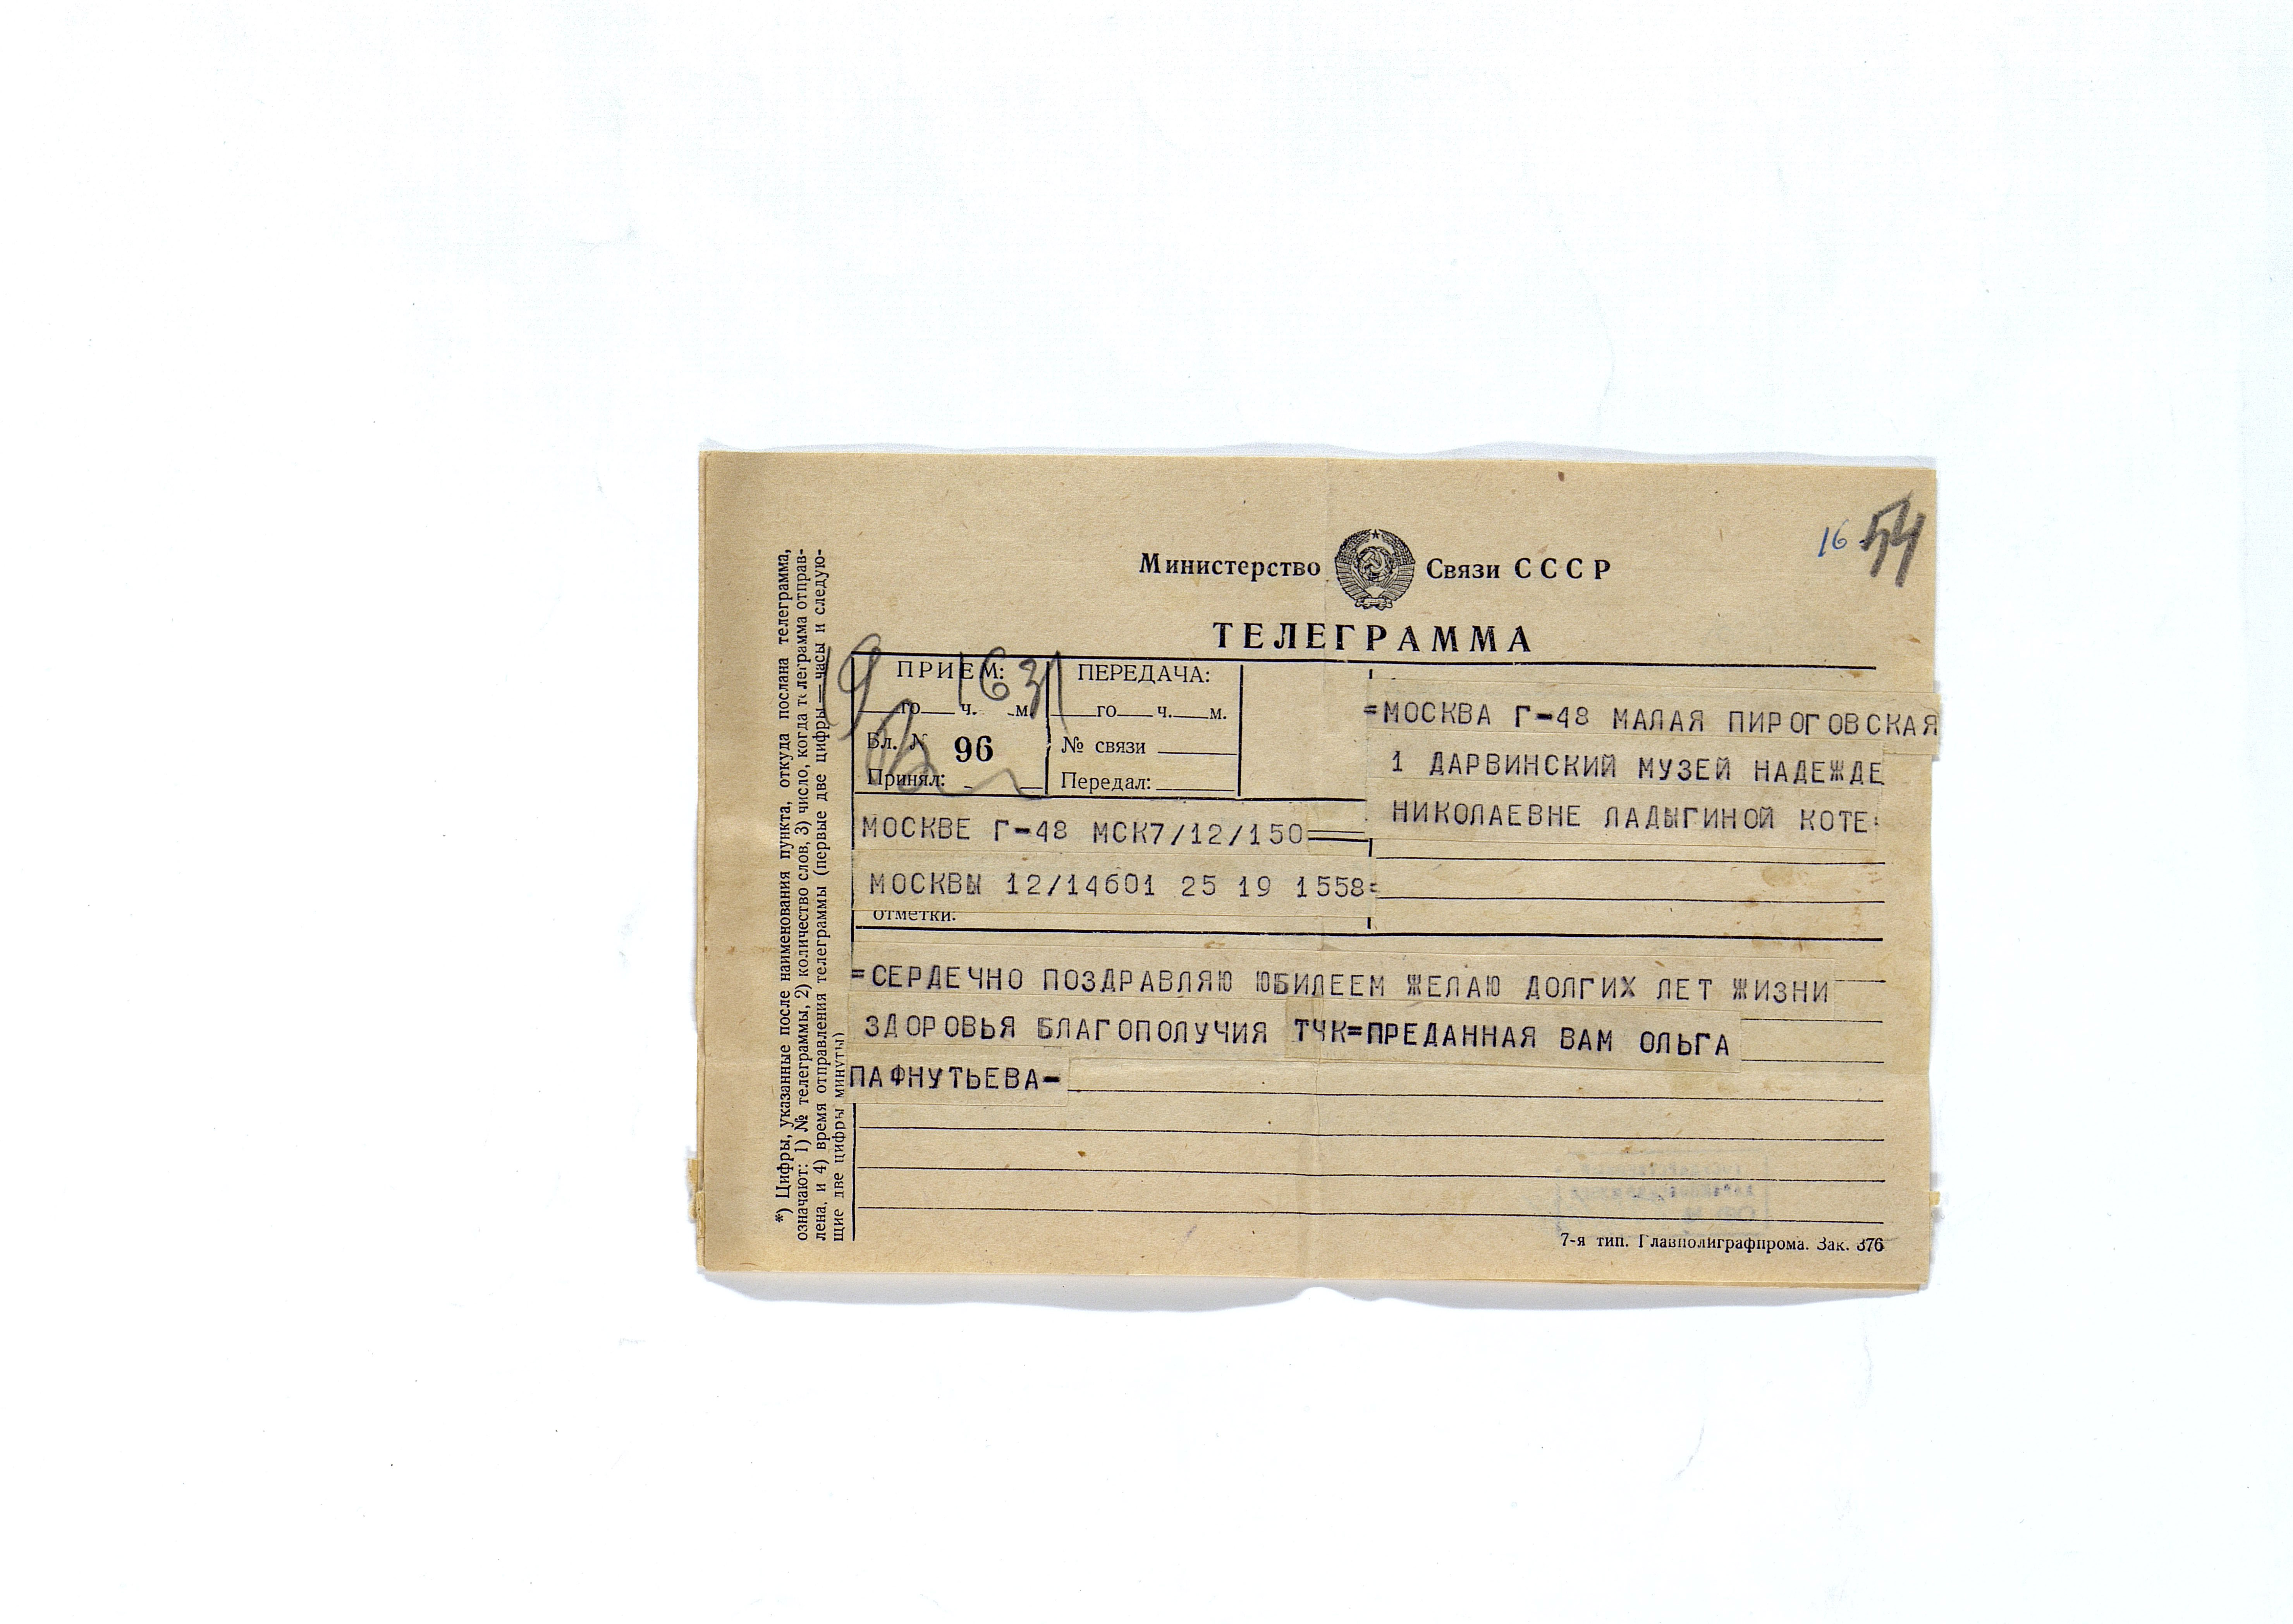 16 54
Министерство Связи СССР
ТЕЛЕГРАММА
ПРИЕМ:
19 1631
го ч. м.
Бл. № 96
Принял:
ПЕРЕДАЧА:
го ч. м.
№ связи
Передал:
=МОСКВА Г-48 МАЛАЯ ПИРОГОВСКАЯ
1 ДАРВИНСКИЙ МУЗЕЙ НАДЕЖДЕ
НИКОЛАЕВНЕ ЛАДЫГИНОЙ КОТЕ=
МОСКВЕ Г-48 МСК7/12/150=
МОСКВЫ 12/14601 25 19 1558=
отметки:
=СЕРДЕЧНО ПОЗДРАВЛЯЮ ЮБИЛЕЕМ ЖЕЛАЮ ДОЛГИХ ЛЕТ ЖИЗНИ
ЗДОРОВЬЯ БЛАГОПОЛУЧИЯ ТЧК=ПРЕДАННАЯ ВАМ ОЛЬГА
ПАФНУТЬЕВА-
*) Цифры, указанные после наименования пункта, откуда послана телеграмма,
означают: 1) № телеграммы, 2) количество слов, 3) число, когда телеграмма отправ-
лена, и 4) время отправления телеграммы (первые две цифры — часы и следую-
щие две цифры минуты)
7-я тип. Главполиграфпрома. Зак. 376